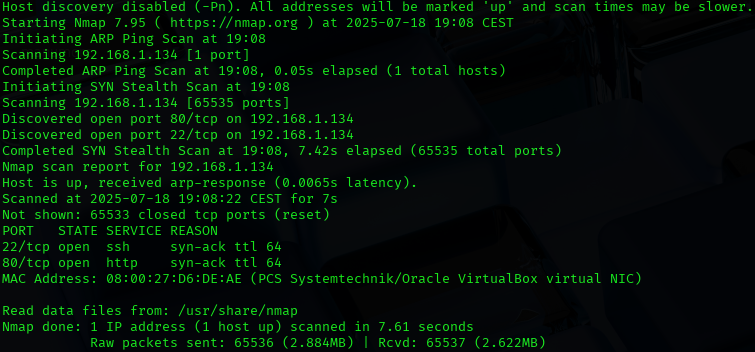 Host discovery disabled (-Pn). All addresses will be marked 'up' and scan times may be slower.
Starting Nmap 7.95 ( https://nmap.org ) at 2025-07-18 19:08 CEST
Initiating ARP Ping Scan at 19:08
Scanning 192.168.1.134 [1 port]
Completed ARP Ping Scan at 19:08, 0.05s elapsed (1 total hosts)
Initiating SYN Stealth Scan at 19:08
Scanning 192.168.1.134 [65535 ports]
Discovered open port 80/tcp on 192.168.1.134
Discovered open port 22/tcp on 192.168.1.134
Completed SYN Stealth Scan at 19:08, 7.42s elapsed (65535 total ports)
Nmap scan report for 192.168.1.134
Host is up, received arp-response (0.0065s latency).
Scanned at 2025-07-18 19:08:22 CEST for 7s
Not shown: 65533 closed tcp ports (reset)
PORT   STATE SERVICE REASON
22/tcp open  ssh     syn-ack ttl 64
80/tcp open  http    syn-ack ttl 64
MAC Address: 08:00:27:D6:DE:AE (PCS Systemtechnik/Oracle VirtualBox virtual NIC)
Read data files from: /usr/share/nmap
Nmap done: 1 IP address (1 host up) scanned in 7.61 seconds
Raw packets sent: 65536 (2.884MB) | Rcvd: 65537 (2.622MB)